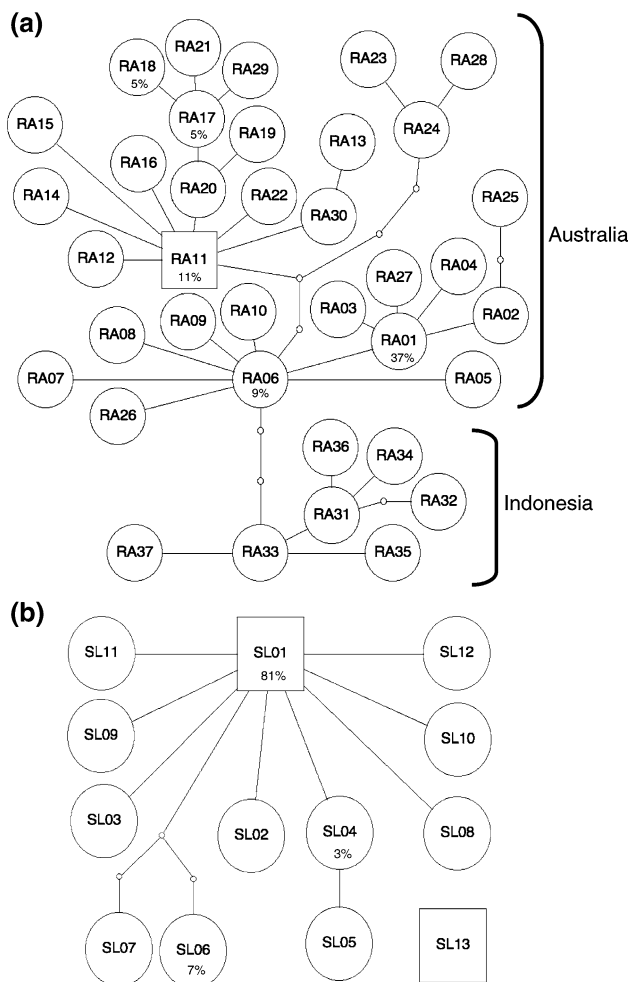 (a)
RA21
RA18
5%
RA29
RA23
RA28
RA17
5%
RA15
RA24
RA19
RA13
RA16
RA20
RA14
RA22
RA25
RA30
Australia
RA11
11%
RA12
RA27
RA04
RA10
RA03
RA09
RA02
RA08
RA01
37%
RA07
RA06
9%
RA05
RA26
RA36
RA34
RA32
Indonesia
RA31
RA37
RA33
RA35
(b)
SL11
SL01
81%
SL12
SL09
SL10
SL03
SL02
SL04
3%
SL08
SL07
SL06
7%
SL05
SL13